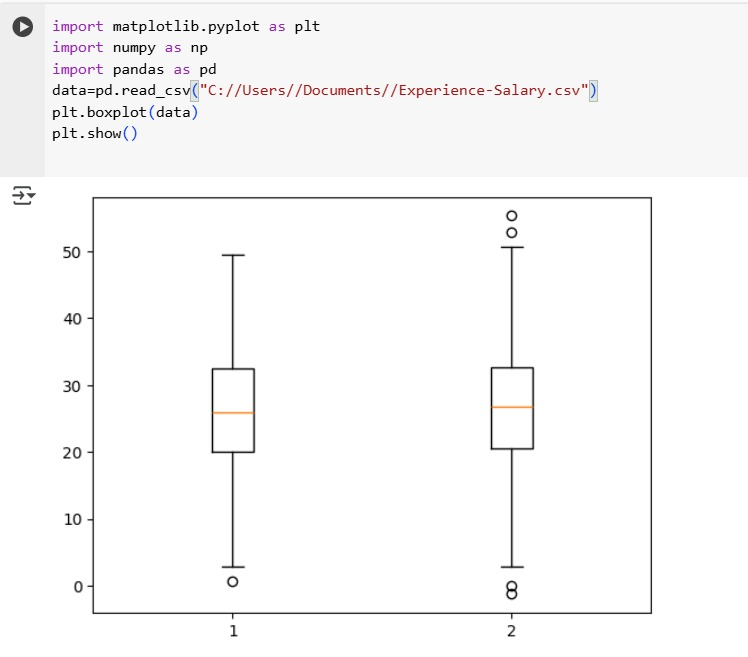 import matplotlib.pyplot as plt
import numpy as np
import pandas as pd
data=pd.read_csv("C://Users//Documents//Experience-Salary.csv")
plt.boxplot(data)
plt.show()
50
40
30
20
10
0
1 2